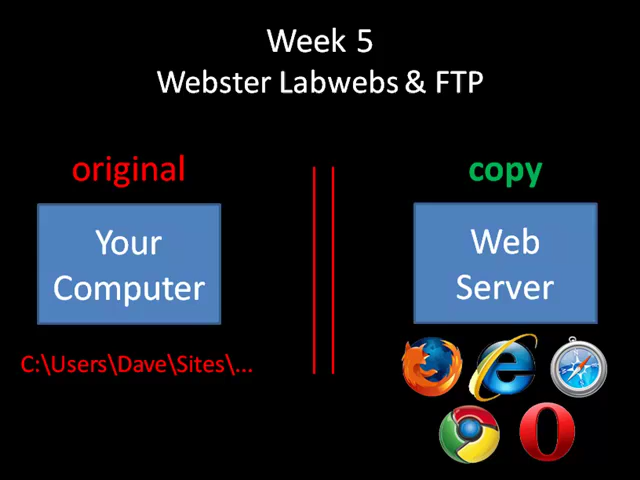 Week 5
Webster Labwebs & FTP
original
copy
Your
Computer
Web
Server
C:\Users\Dave\Sites\...